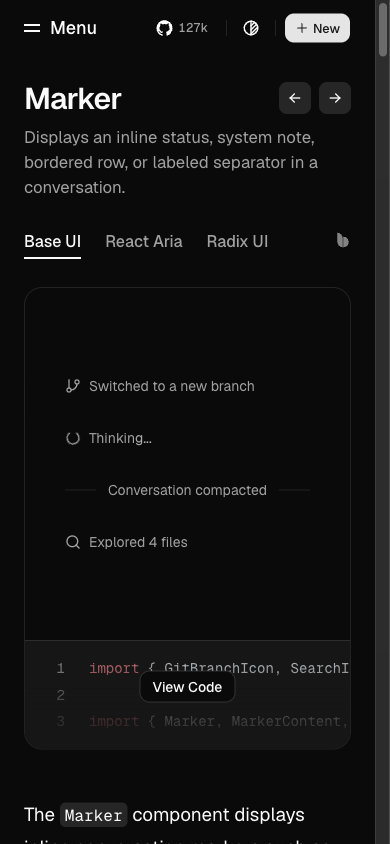 Menu
127k
New
Marker
Displays an inline status, system note,
bordered row, or labeled separator in a
conversation.
Base UI
React Aria
Radix UI
Switched to a new branch
Thinking...
Conversation compacted
Explored 4 files
1 import { GitBranchIcon, SearchI
View Code
2
3 import { Marker, MarkerContent,
The Marker component displays